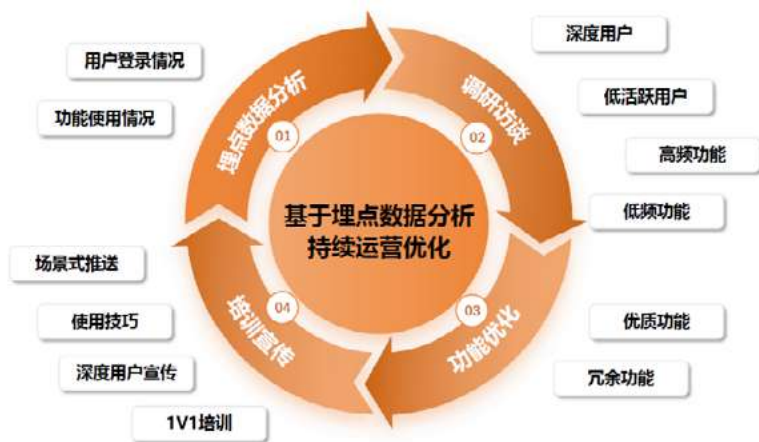 用户登录情况
功能使用情况
埋点数据分析
01
深度用户
低活跃用户
高频功能
低频功能
调研访谈
02
基于埋点数据分析
持续运营优化
优质功能
冗余功能
功能优化
03
场景式推送
使用技巧
深度用户宣传
1V1培训
培训宣传
04